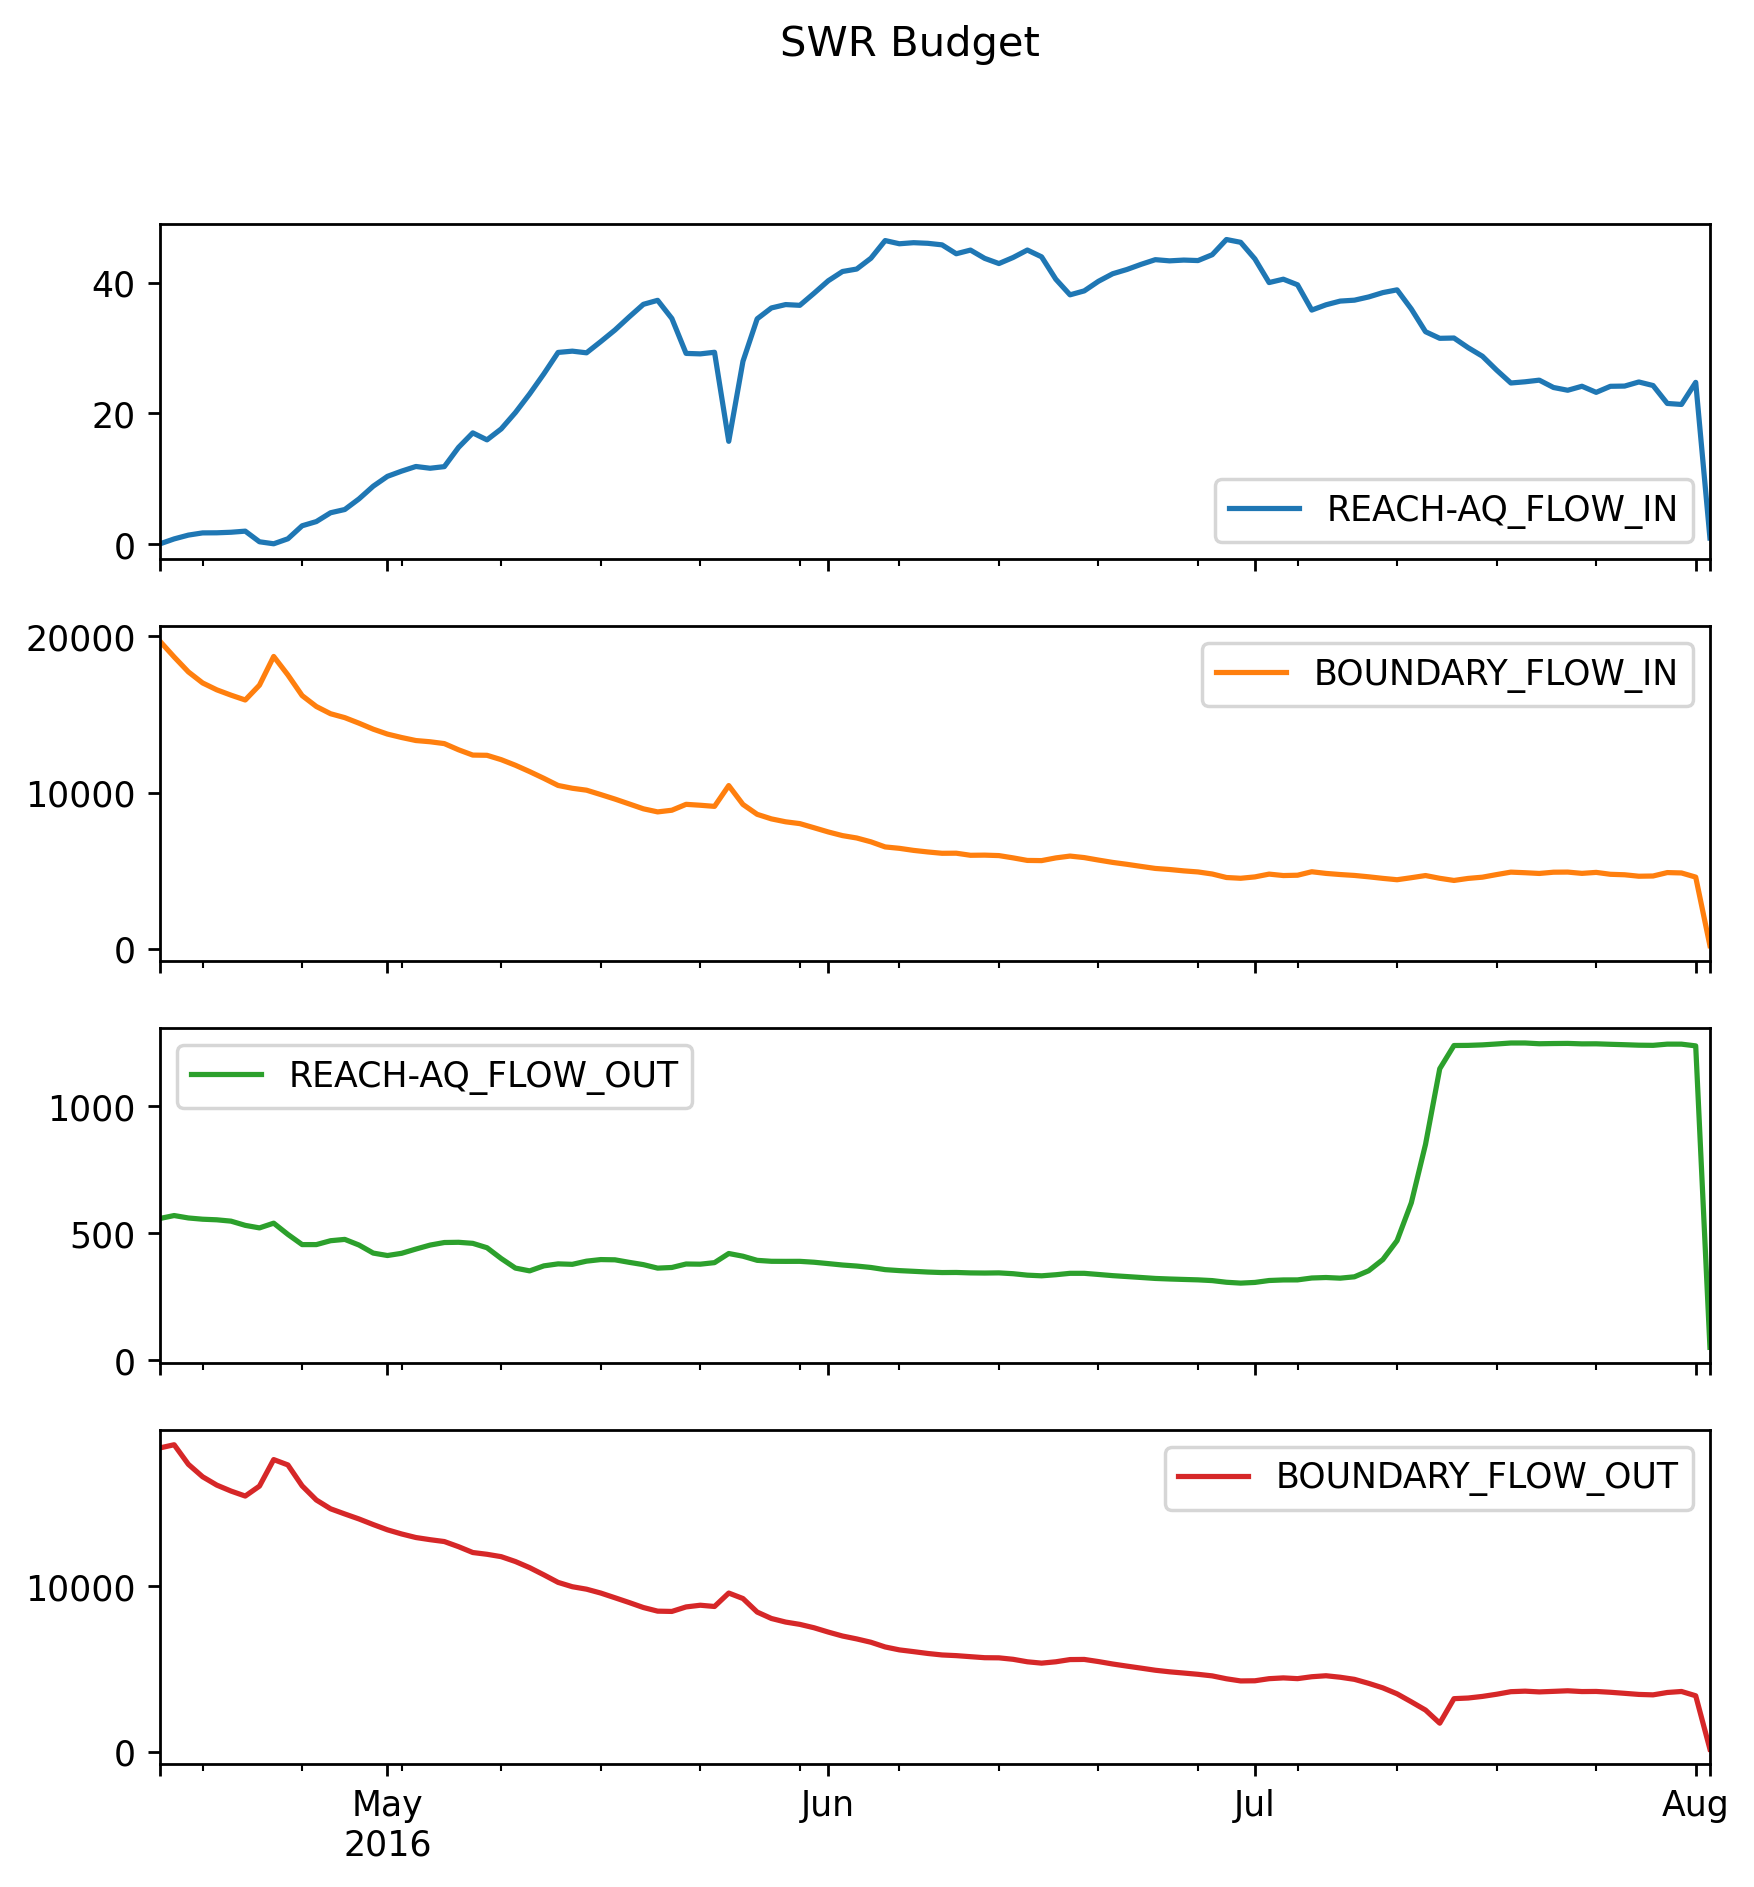 SWR Budget
40
20
0
REACH-AQ_FLOW_IN
20000
10000
0
BOUNDARY_FLOW_IN
1000
500
0
REACH-AQ_FLOW_OUT
10000
0
BOUNDARY_FLOW_OUT
May Jun Jul Aug
2016